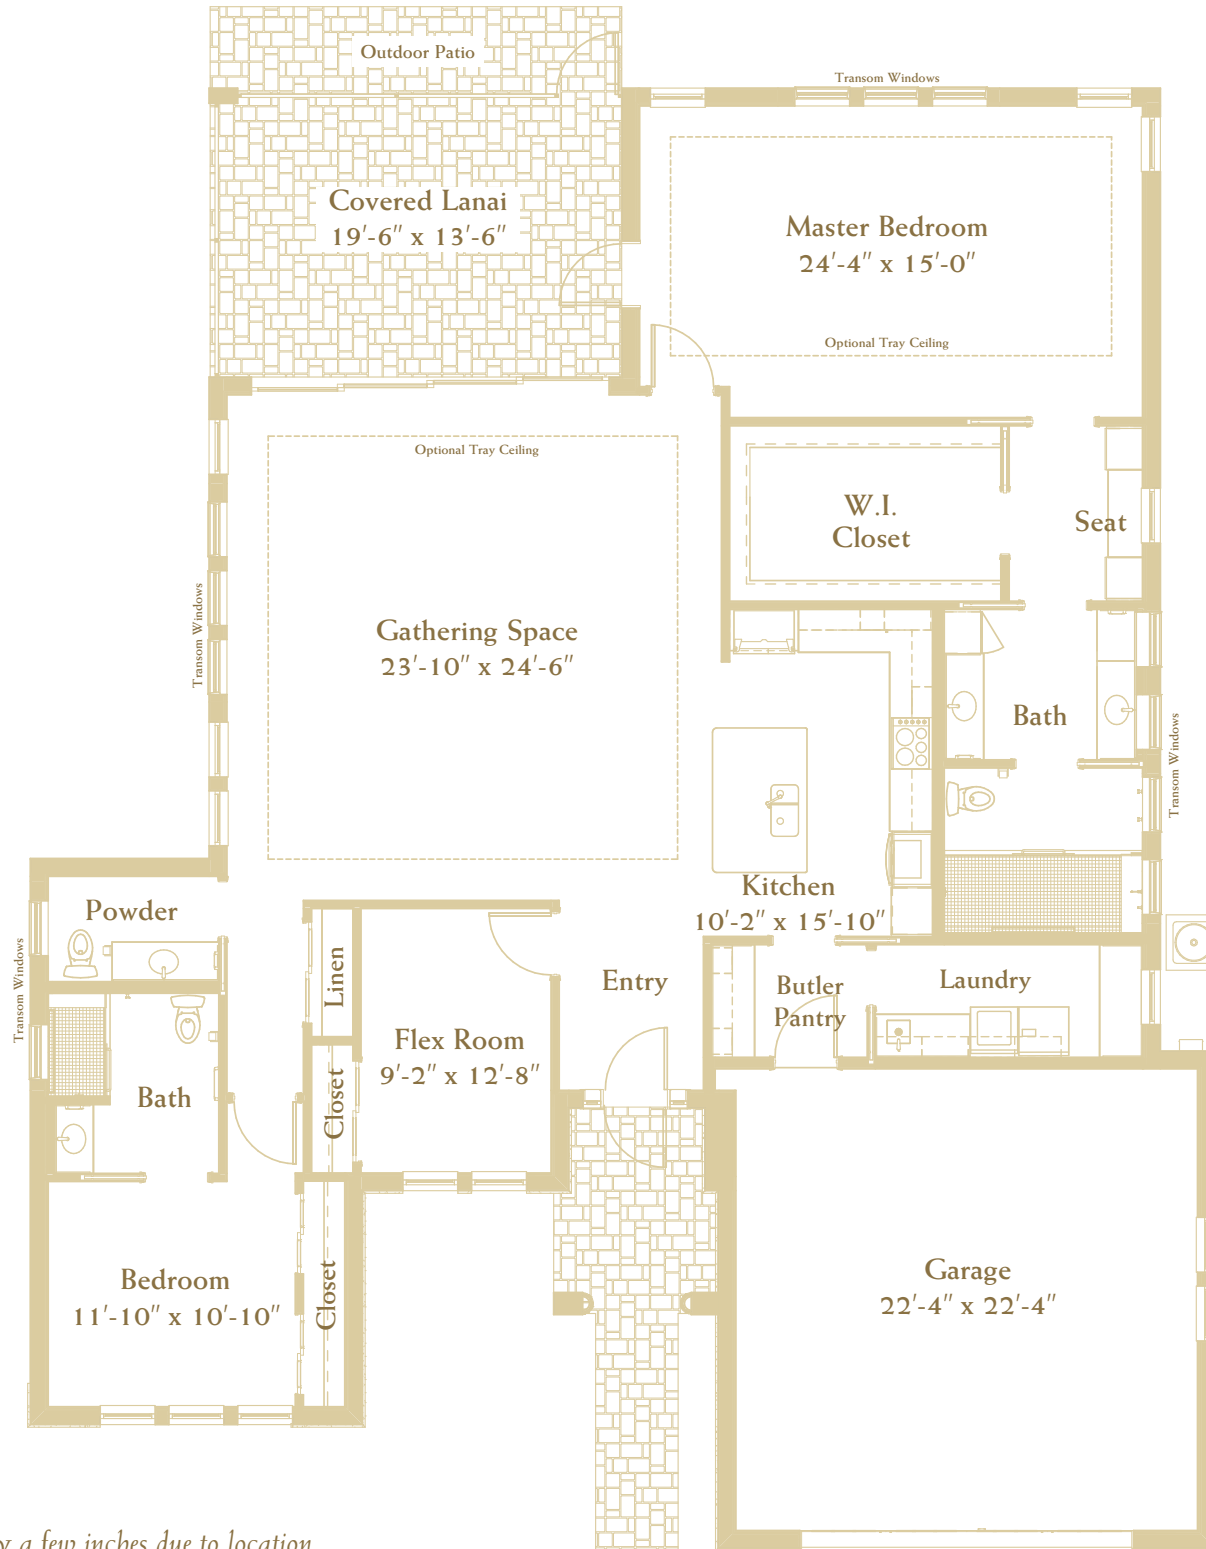 Outdoor Patio
Transom Windows
Covered Lanai
19'-6" x 13'-6"
Master Bedroom
24'-4" x 15'-0"
Optional Tray Ceiling
Optional Tray Ceiling
W.I.
Closet
Seat
Transom Windows
Gathering Space
23'-10" x 24'-6"
Bath
Transom Windows
Kitchen
10'-2" x 15'-10"
Powder
Transom Windows
Linen
Entry
Butler
Pantry
Laundry
Flex Room
9'-2" x 12'-8"
Closet
Bath
Bedroom
11'-10" x 10'-10"
Closet
Garage
22'-4" x 22'-4"
a few inches due to location